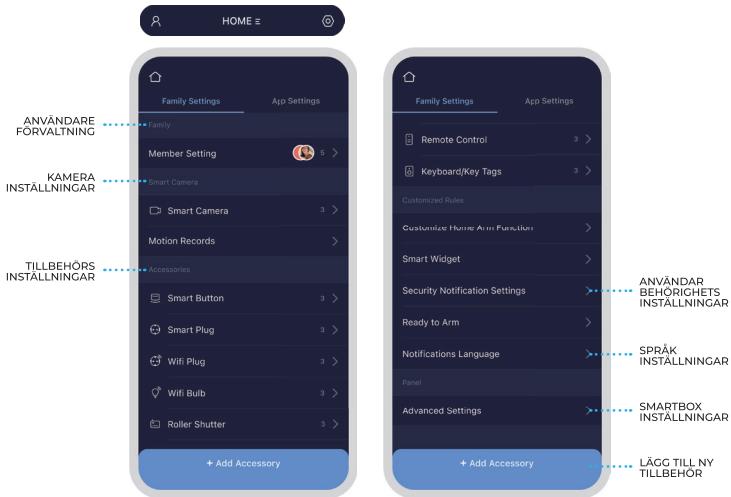 HOME
Family Settings
App Settings
ANVÄNDARE
FÖRVALTNING
Family
Member Setting
5
KAMERA
INSTÄLLNINGAR
Smart Camera
Smart Camera
3
Motion Records
TILLBEHÖRS
INSTÄLLNINGAR
Accessories
Smart Button
3
Smart Plug
3
Wifi Plug
3
Wifi Bulb
3
Roller Shutter
3
+ Add Accessory
Family Settings
App Settings
Remote Control
3
Keyboard/Key Tags
3
Customized Rules
Customize Home Arm Function
Smart Widget
Security Notification Settings
ANVÄNDAR
BEHÖRIGHETS
INSTÄLLNINGAR
Ready to Arm
Notifications Language
SPRÅK
INSTÄLLNINGAR
Panel
Advanced Settings
SMARTBOX
INSTÄLLNINGAR
+ Add Accessory
LÄGG TILL NY
TILLBEHÖR